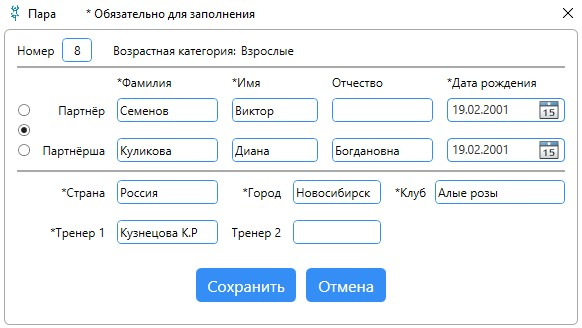 Пара * Обязательно для заполнения
Номер 8 Возрастная категория: Взрослые
*Фамилия *Имя Отчество *Дата рождения
Партнёр Семенов Виктор 19.02.2001 15
Партнёрша Куликова Диана Богдановна 19.02.2001 15
*Страна Россия *Город Новосибирск *Клуб Алые розы
*Тренер 1 Кузнецова К.Р Тренер 2
Сохранить Отмена